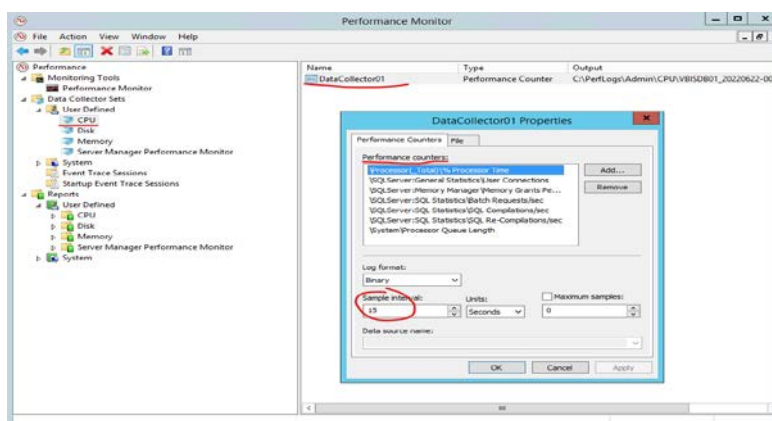 Performance Monitor
File Action View Window Help
Performance
Monitoring Tools
Performance Monitor
Data Collector Sets
User Defined
CPU
Disk
Memory
Server Manager Performance Monitor
System
Event Trace Sessions
Startup Event Trace Sessions
Reports
User Defined
CPU
Disk
Memory
Server Manager Performance Monitor
System
Name Type Output
DataCollector01 Performance Counter C:\PerfLogs\Admin\CPU\VBISDB01_20220622-00
DataCollector01 Properties
Performance Counters File
Performance counters:
\Processor(_Total)\% Processor Time
\SQLServer:General Statistics\User Connections
\SQLServer:Memory Manager\Memory Grants Pe...
\SQLServer:SQL Statistics\Batch Requests/sec
\SQLServer:SQL Statistics\SQL Compilations/sec
\SQLServer:SQL Statistics\SQL Re-Compilations/sec
\System\Processor Queue Length
Add...
Remove
Log format:
Binary
Sample interval: Units: Maximum samples:
15 Seconds 0
Data source name:
OK Cancel Apply